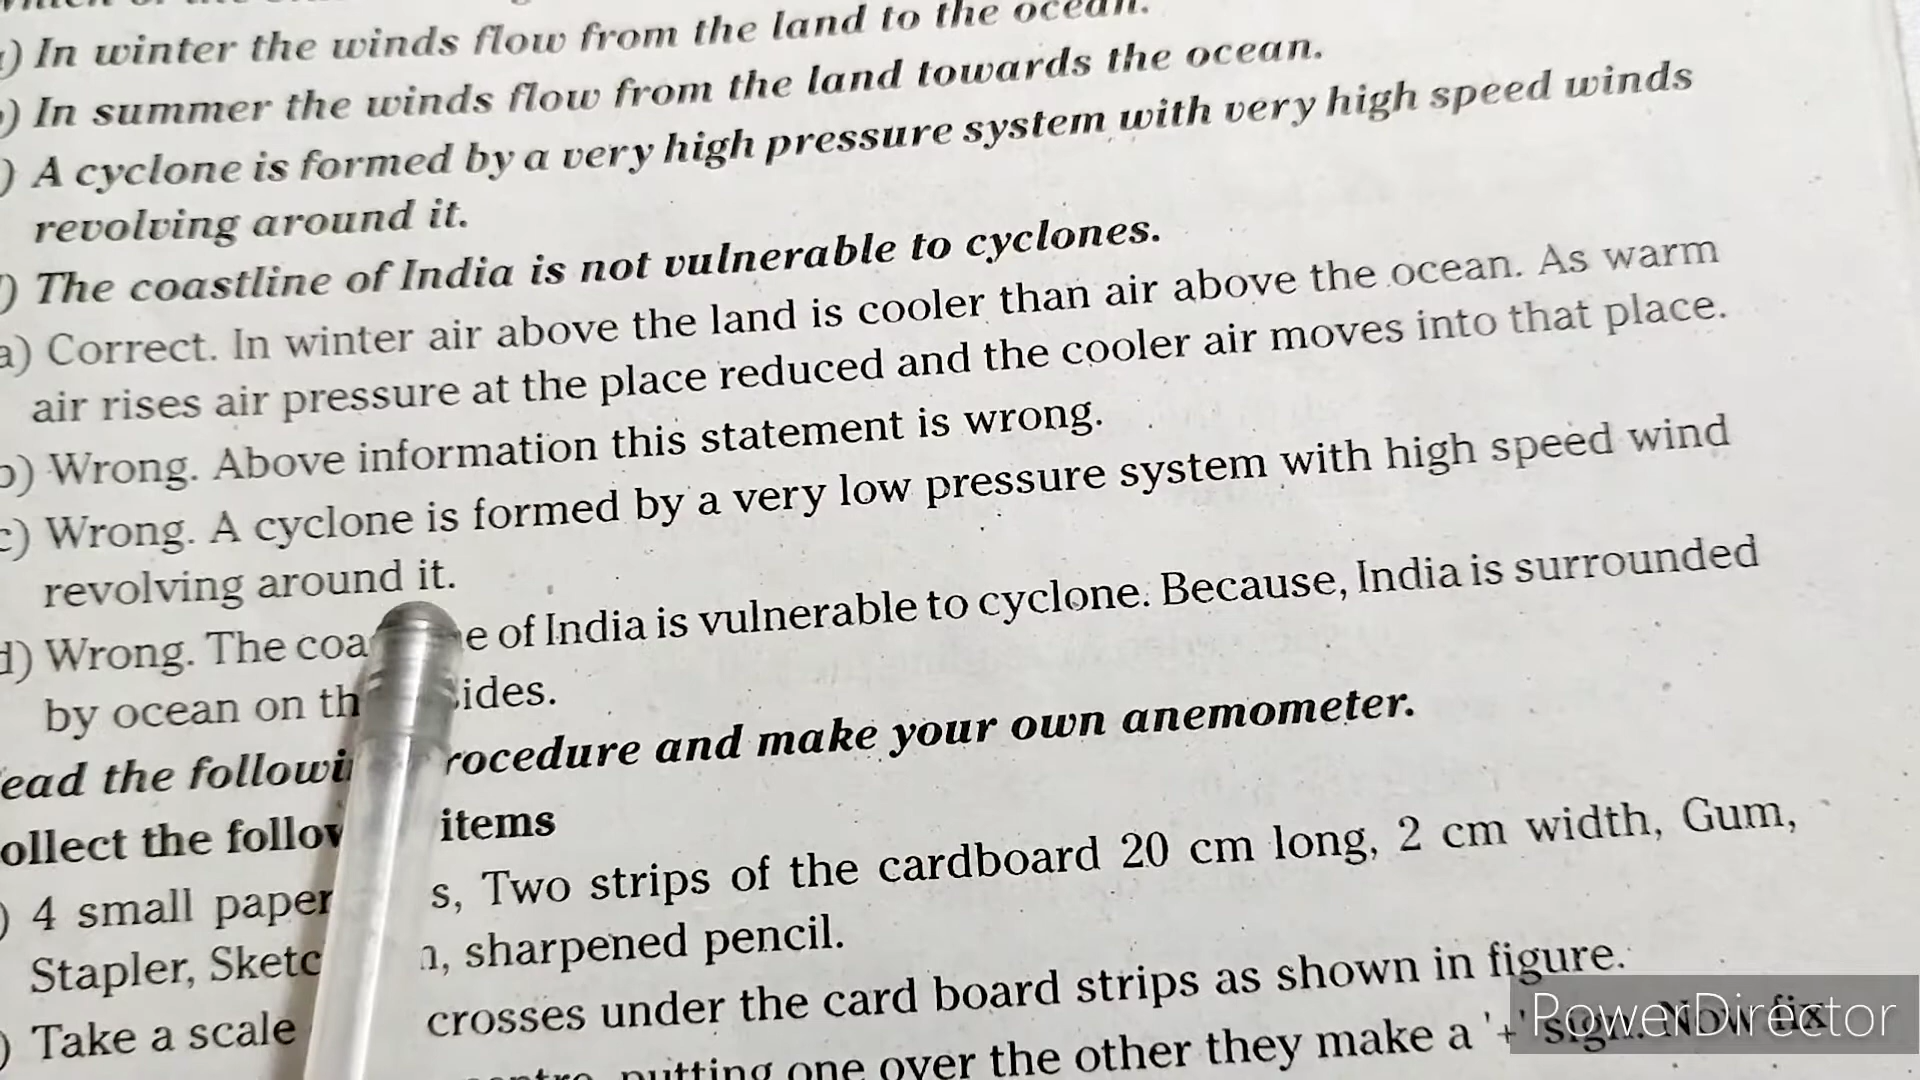 ) In winter the winds flow from the land to the ocean.
) In summer the winds flow from the land towards the ocean.
) A cyclone is formed by a very high pressure system with very high speed winds
revolving around it.
) The coastline of India is not vulnerable to cyclones.
a) Correct. In winter air above the land is cooler than air above the ocean. As warm
air rises air pressure at the place reduced and the cooler air moves into that place.
b) Wrong. Above information this statement is wrong.
c) Wrong. A cyclone is formed by a very low pressure system with high speed wind
revolving around it.
d) Wrong. The coa e of India is vulnerable to cyclone. Because, India is surrounded
by ocean on th ides.
ead the followi rocedure and make your own anemometer.
ollect the follow items
) 4 small paper s, Two strips of the cardboard 20 cm long, 2 cm width, Gum,
Stapler, Sketc n, sharpened pencil.
) Take a scale crosses under the card board strips as shown in figure.
putting one over the other they make a '+' sign. Now fix
PowerDirector